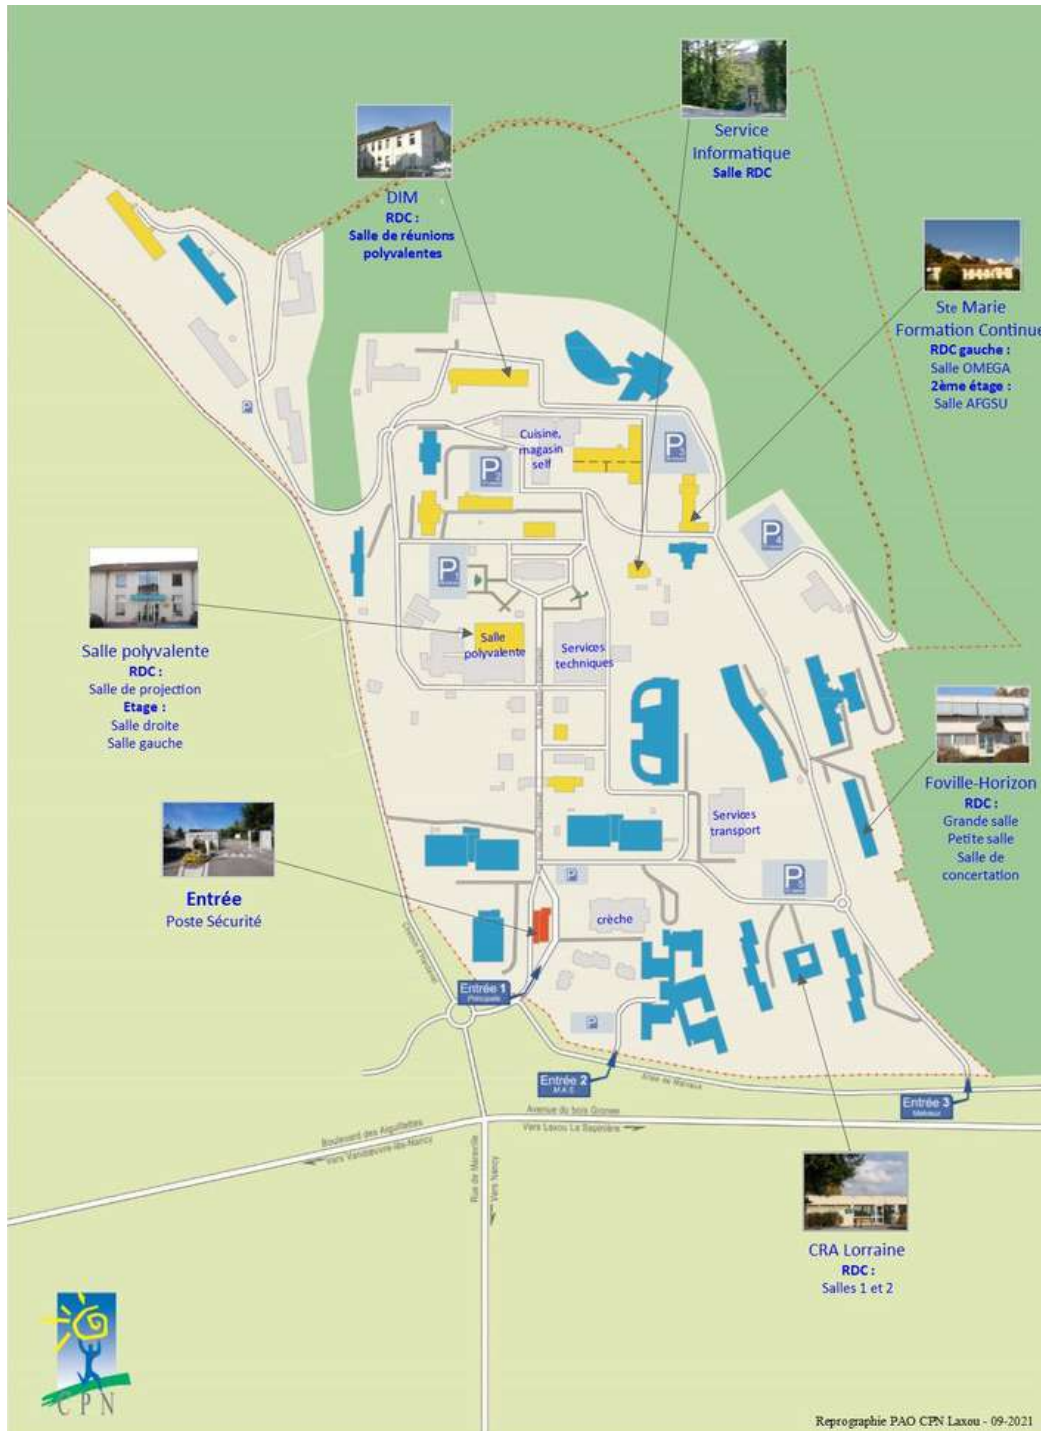 Service
Informatique
Salle RDC
DIM
RDC :
Salle de réunions
polyvalentes
Ste Marie
Formation Continue
RDC gauche :
Salle OMEGA
2ème étage :
Salle AFGSU
Cuisine,
magasin
self
P
P
P
P
Salle polyvalente
RDC :
Salle de projection
Etage :
Salle droite
Salle gauche
Salle
polyvalente
Services
techniques
Foville-Horizon
RDC :
Grande salle
Petite salle
Salle de
concertation
Services
transport
Entrée
Poste Sécurité
P
P
crèche
Entrée 1
Principale
P
Entrée 2
M.A.S
Allée de Malvaux
Entrée 3
Malvaux
Avenue du bois Gronée
Vers Laxou La Sapinière
Boulevard des Aiguillettes
Vers Vandœuvre-lès-Nancy
Rue de Maréville
Vers Nancy
CRA Lorraine
RDC :
Salles 1 et 2
CPN
Reprographie PAO CPN Laxou - 09-2021